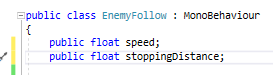 public class EnemyFollow : MonoBehaviour
{
public float speed;
public float stoppingDistance;